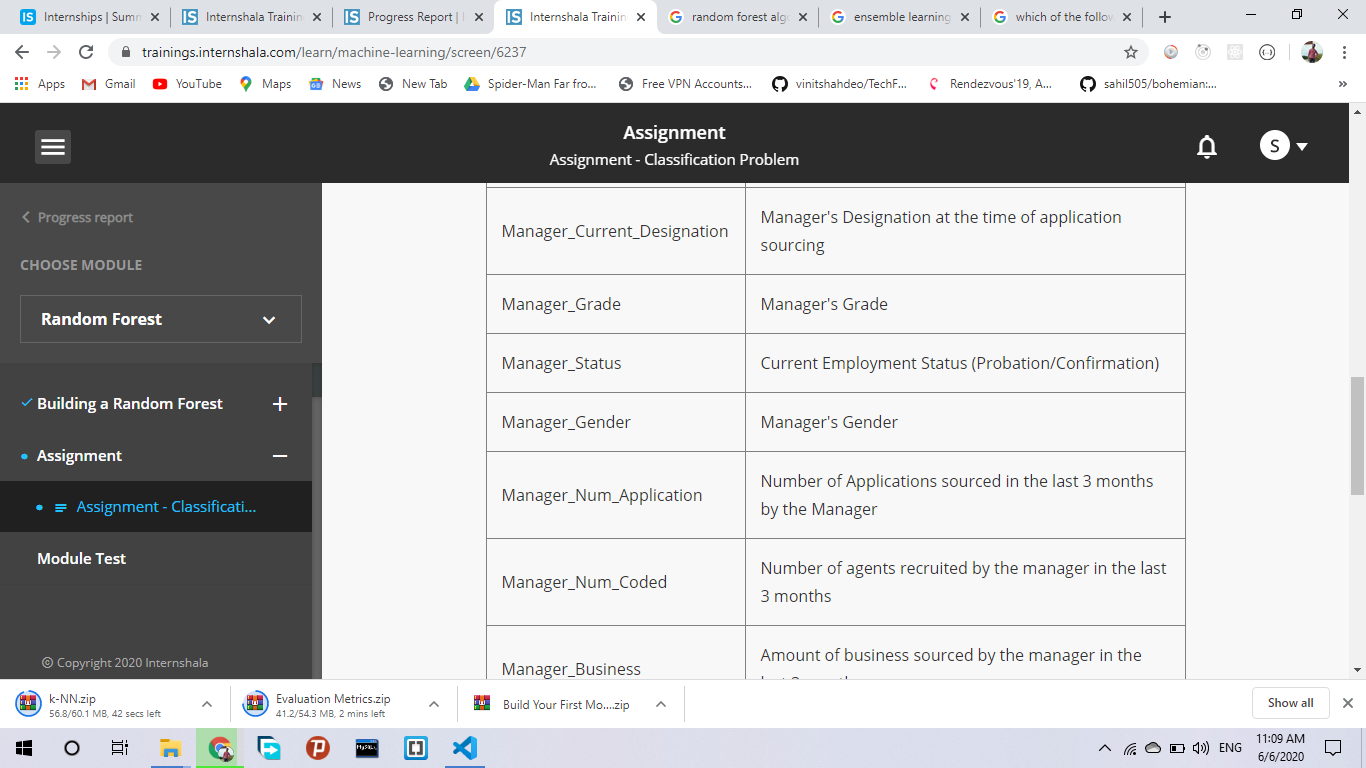 Internships | Summ
Internshala Trainin
Progress Report |
Internshala Trainin
random forest algo
ensemble learning
which of the follow
trainings.internshala.com/learn/machine-learning/screen/6237
Apps
Gmail
YouTube
Maps
News
New Tab
Spider-Man Far fro...
Free VPN Accounts...
vinitshahdeo/TechF...
Rendezvous'19, A...
sahil505/bohemian:...
»
Assignment
Assignment - Classification Problem
S
Progress report
CHOOSE MODULE
Random Forest
Building a Random Forest
Assignment
Assignment - Classificati...
Module Test
© Copyright 2020 Internshala
Manager_Current_Designation
Manager's Designation at the time of application
sourcing
Manager_Grade
Manager's Grade
Manager_Status
Current Employment Status (Probation/Confirmation)
Manager_Gender
Manager's Gender
Manager_Num_Application
Number of Applications sourced in the last 3 months
by the Manager
Manager_Num_Coded
Number of agents recruited by the manager in the last
3 months
Manager_Business
Amount of business sourced by the manager in the
k-NN.zip
56.8/60.1 MB, 42 secs left
Evaluation Metrics.zip
41.2/54.3 MB, 2 mins left
Build Your First Mo....zip
Show all
MySQL
ENG
11:09 AM
6/6/2020